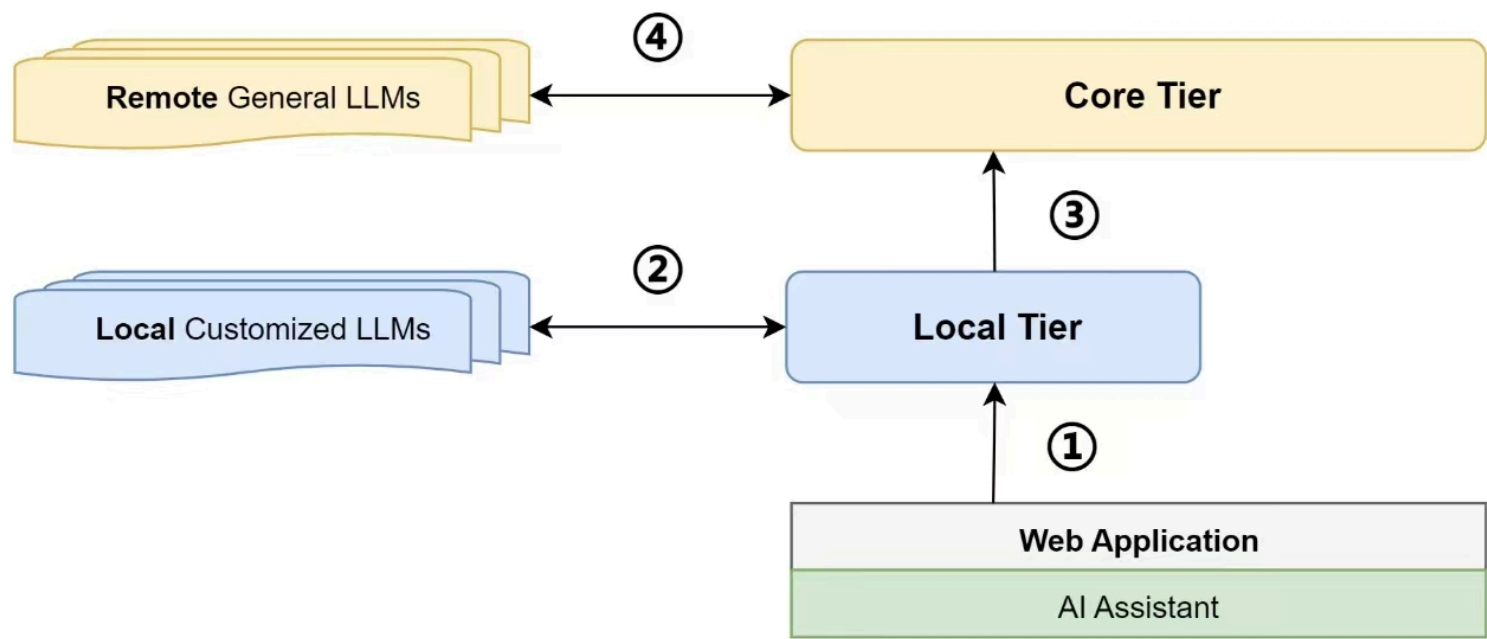 ④
Remote General LLMs
Core Tier
③
②
Local Customized LLMs
Local Tier
①
Web Application
AI Assistant